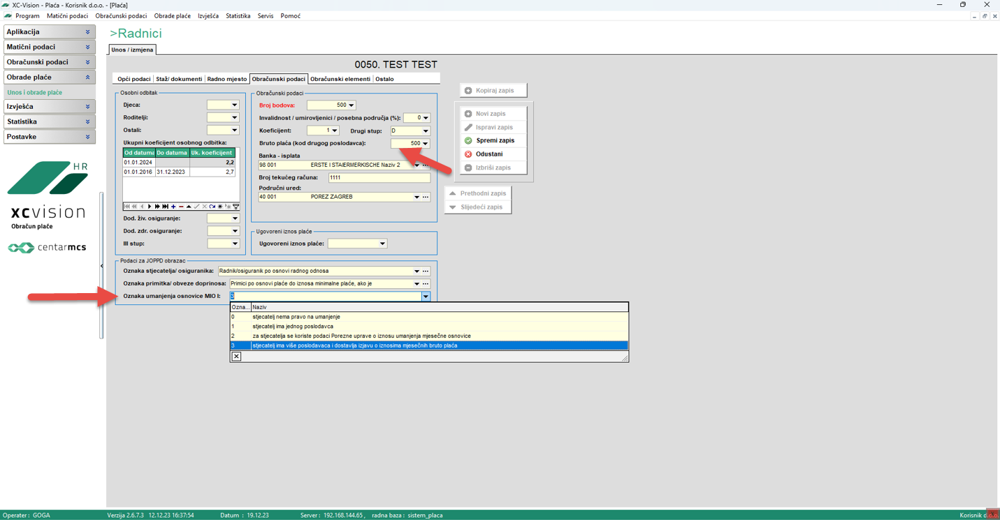 XC-Vision - Plaća - Korisnik d.o.o. - [Plaća]
Program Matični podaci Obračunski podaci Obrade plaće Izvješća Statistika Servis Pomoć
Aplikacija
Matični podaci
Obračunski podaci
Obrade plaće
Unos i obrade plaće
Izvješća
Statistika
Postavke
HR
xcvision
Obračun plaće
centarmcs
>Radnici
Unos / izmjena
0050. TEST TEST
Opći podaci Staž/ dokumenti Radno mjesto Obračunski podaci Obračunski elementi Ostalo
Osobni odbitak
Djeca:
Roditelji:
Ostali:
Ukupni koeficijent osobnog odbitka:
Od datuma Do datuma Uk. koeficijent
01.01.2024 2,2
01.01.2016 31.12.2023 2,7
Dod. živ. osiguranje:
Dod. zdr. osiguranje:
III stup:
Obračunski podaci
Broj bodova: 500
Invalidnost / umirovljenici / posebna područja (%): 0
Koeficijent: 1 Drugi stup: D
Bruto plaća (kod drugog poslodavca): 500
Banka - isplata
98 001 ERSTE I STAIERMERKISCHE Naziv 2
Broj tekućeg računa: 1111
Područni ured:
40 001 POREZ ZAGREB
Ugovoreni iznos plaće
Ugovoreni iznos plaće:
Podaci za JOPPD obrazac
Oznaka stjecatelja/ osiguranika: Radnik/osiguranik po osnovi radnog odnosa
Oznaka primitka/ obveze doprinosa: Primici po osnovi plaće do iznosa minimalne plaće, ako je
Oznaka umanjenja osnovice MIO I: 3
Ozna... Naziv
0 stjecatelj nema pravo na umanjenje
1 stjecatelj ima jednog poslodavca
2 za stjecatelja se koriste podaci Porezne uprave o iznosu umanjenja mjesečne osnovice
3 stjecatelj ima više poslodavaca i dostavlja izjavu o iznosima mjesečnih bruto plaća
Kopiraj zapis
Novi zapis
Ispravi zapis
Spremi zapis
Odustani
Izbriši zapis
Prethodni zapis
Slijedeći zapis
Operater : GOGA Verzija 2.6.7.3 12.12.23 16:37:54 Datum : 19.12.23 Server : 192.168.144.65 , radna baza : sistem_placa Korisnik d.o.o.